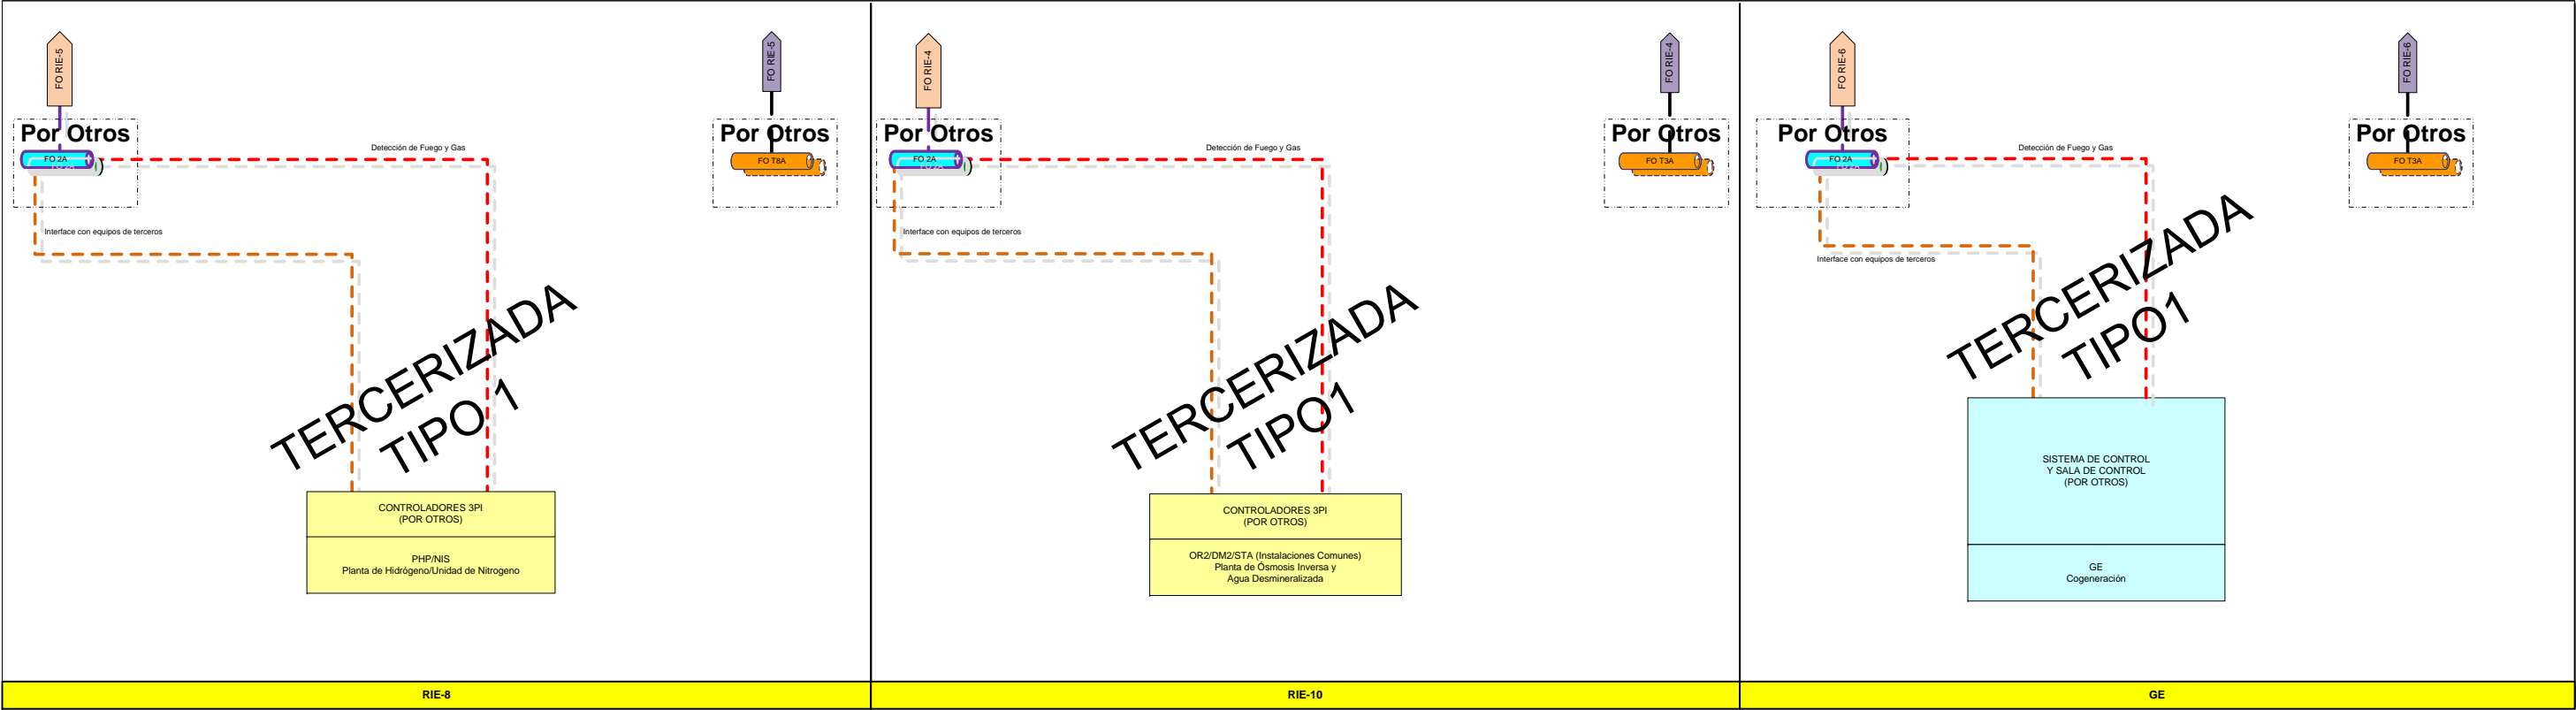 FO RIE-5
FO RIE-5
Por Otros
Por Otros
FO 2A
FO 2A
FO T8A
Detección de Fuego y Gas
Interface con equipos de terceros
TERCERIZADA
TIPO 1
CONTROLADORES 3PI
(POR OTROS)
PHP/NIS
Planta de Hidrógeno/Unidad de Nitrogeno
RIE-8
FO RIE-4
FO RIE-4
Por Otros
Por Otros
FO 2A
FO 2A
FO T3A
Detección de Fuego y Gas
Interface con equipos de terceros
TERCERIZADA
TIPO1
CONTROLADORES 3PI
(POR OTROS)
OR2/DM2/STA (Instalaciones Comunes)
Planta de Ósmosis Inversa y
Agua Desmineralizada
RIE-10
FO RIE-6
FO RIE-6
Por Otros
Por Otros
FO 2A
FO 2A
FO T3A
Detección de Fuego y Gas
Interface con equipos de terceros
TERCERIZADA
TIPO1
SISTEMA DE CONTROL
Y SALA DE CONTROL
(POR OTROS)
GE
Cogeneración
GE